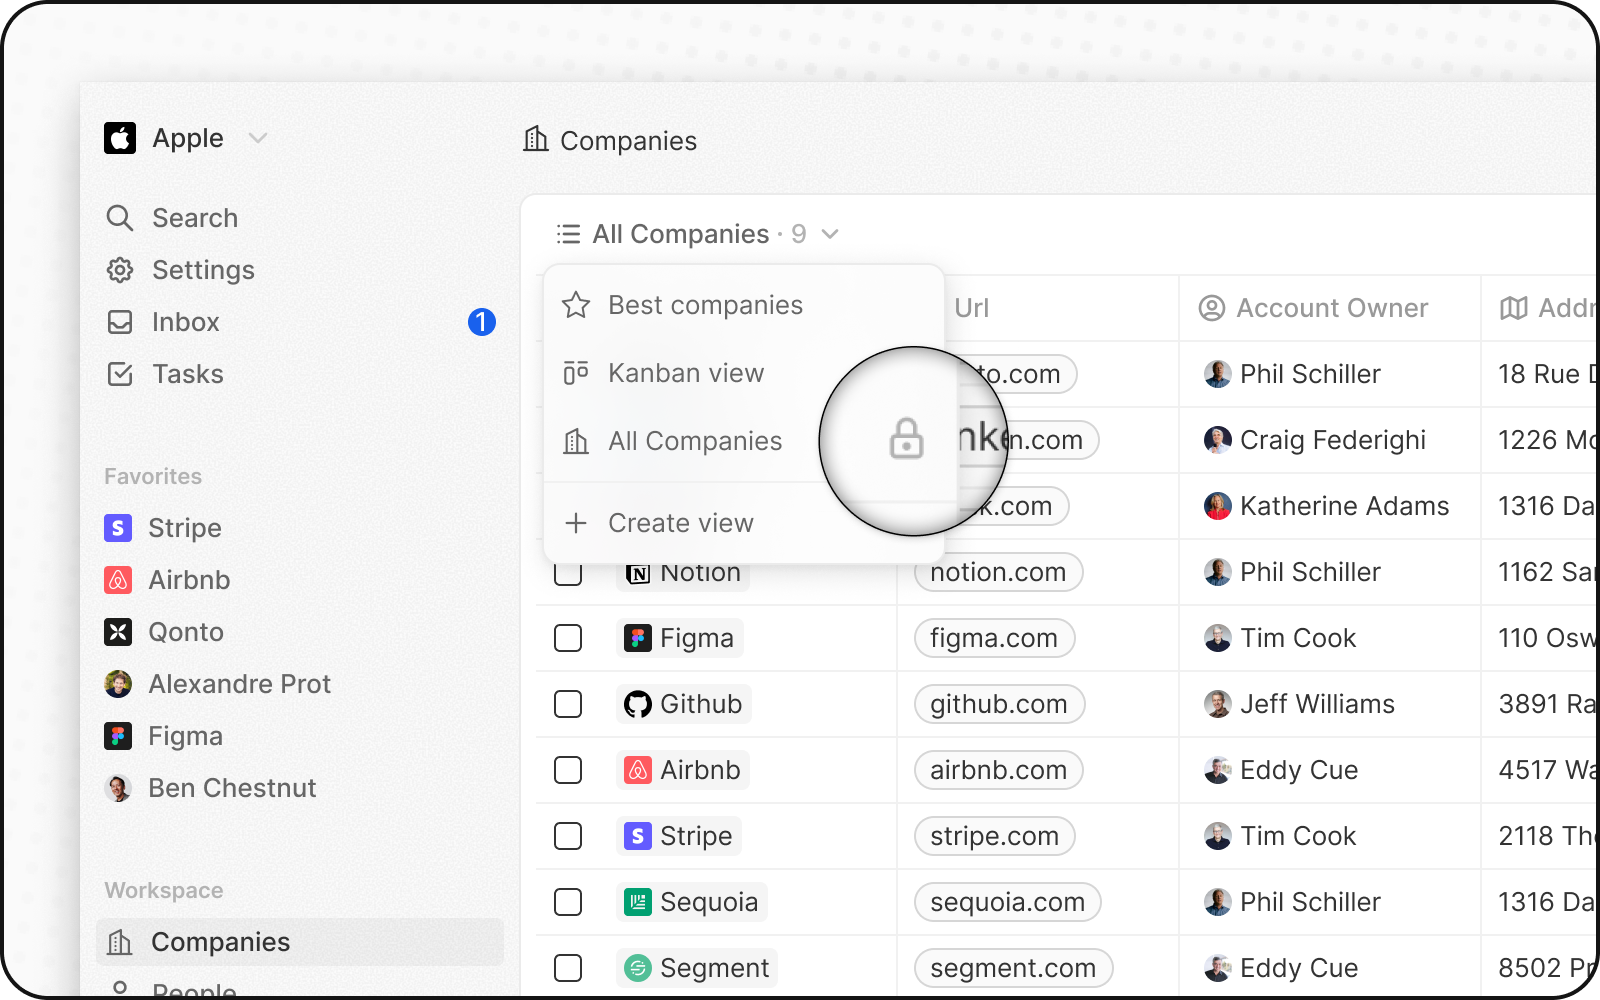 Apple
Companies
Search
Settings
Inbox
1
Tasks
All Companies · 9
Best companies
Kanban view
All Companies
Create view
Url
Account Owner
Addr
to.com
Phil Schiller
18 Rue D
nke
n.com
Craig Federighi
1226 Mo
k.com
Katherine Adams
1316 Da
Notion
notion.com
Phil Schiller
1162 Sa
Figma
figma.com
Tim Cook
110 Osw
Github
github.com
Jeff Williams
3891 Ra
Airbnb
airbnb.com
Eddy Cue
4517 Wa
Stripe
stripe.com
Tim Cook
2118 Th
Sequoia
sequoia.com
Phil Schiller
1316 Da
Segment
segment.com
Eddy Cue
8502 Pr
Favorites
Stripe
Airbnb
Qonto
Alexandre Prot
Figma
Ben Chestnut
Workspace
Companies
People